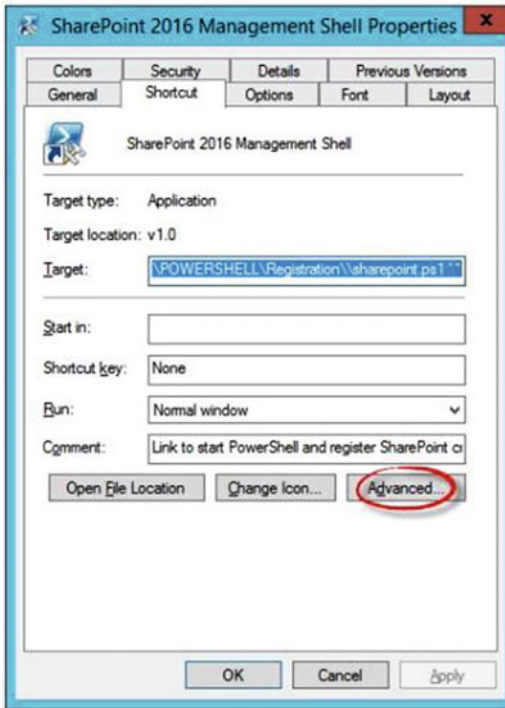 SharePoint 2016 Management Shell Properties
x
Colors Security Details Previous Versions
General Shortcut Options Font Layout
SharePoint 2016 Management Shell
Target type: Application
Target location: v1.0
Target: \POWERSHELL\Registration\\sharepoint.ps1 ' '
Start in:
Shortcut key: None
Run: Normal window
Comment: Link to start PowerShell and register SharePoint
Open File Location Change Icon... Advanced...
OK Cancel Apply